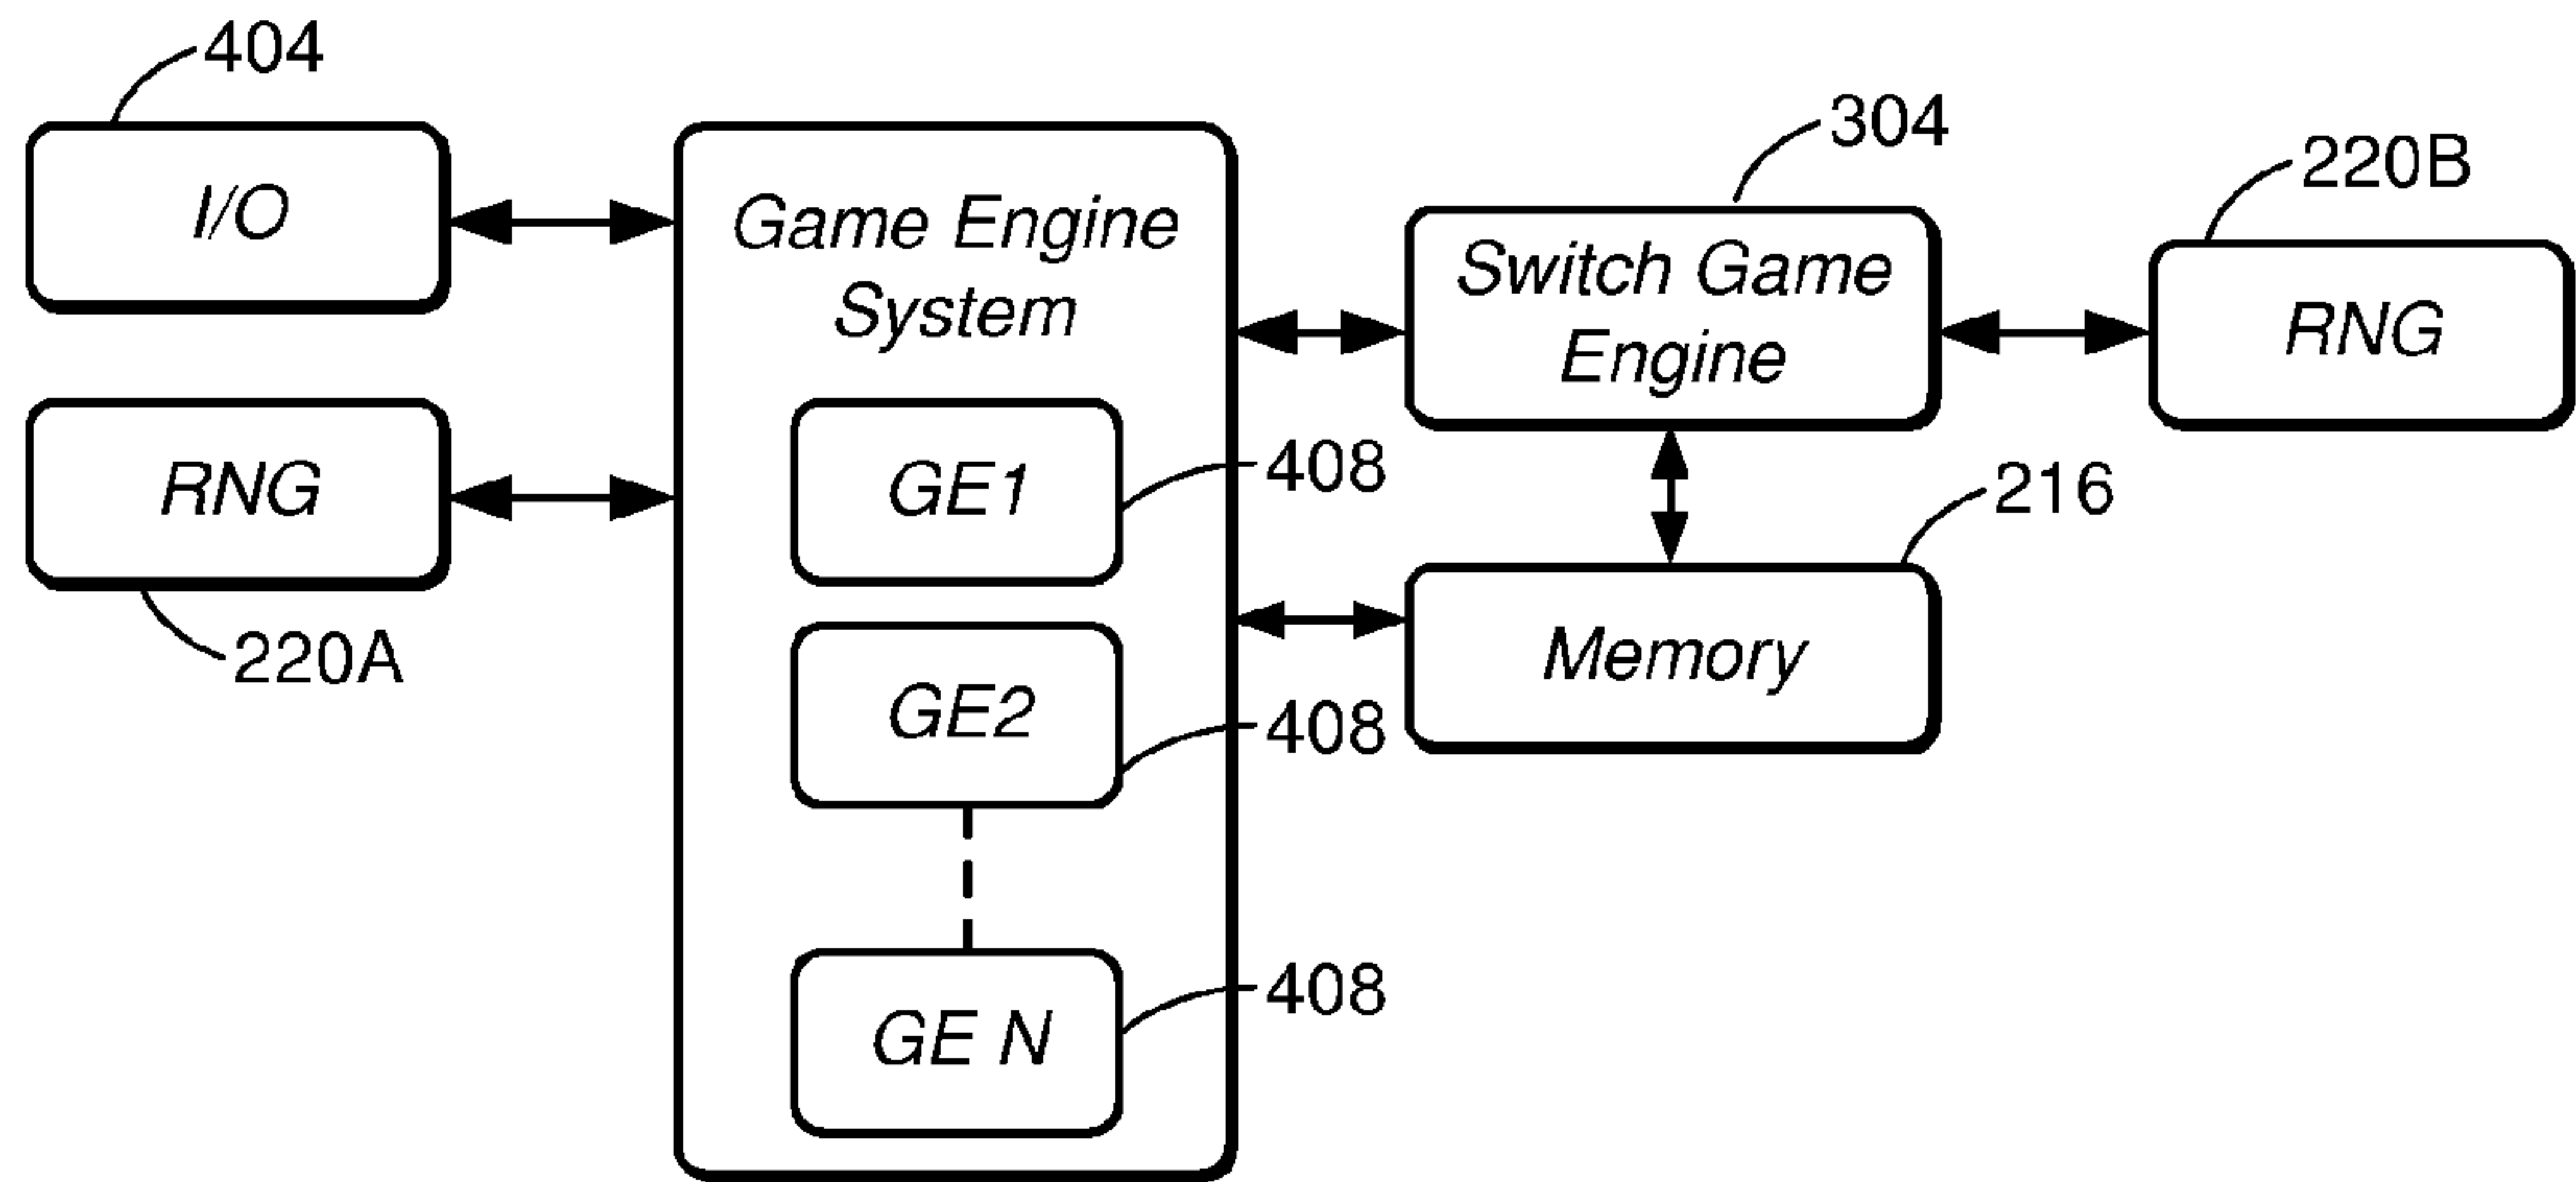 404
I/O
RNG
220A
Game Engine
System
GE1
408
GE2
408
GE N
408
304
Switch Game
Engine
220B
RNG
216
Memory